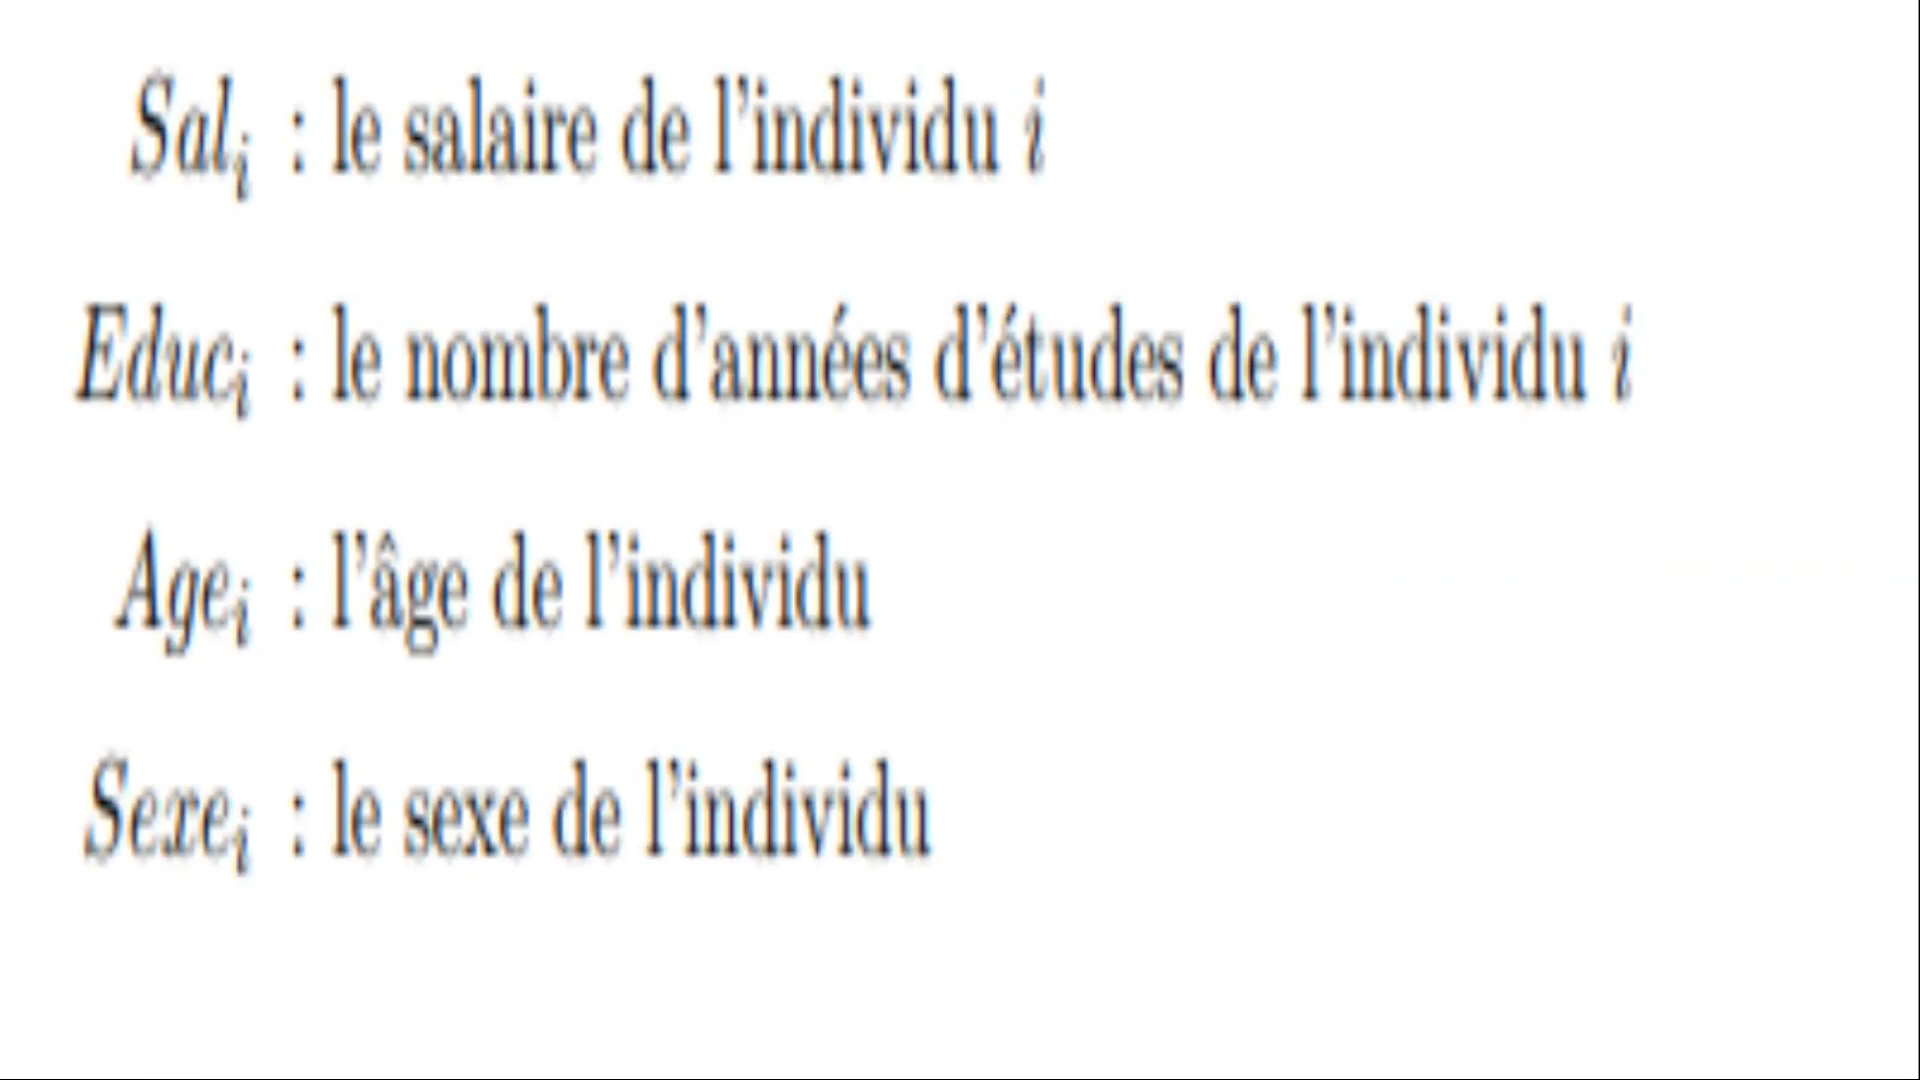 Sal_i : le salaire de l'individu i
Educ_i : le nombre d'années d'études de l'individu i
Age_i : l'âge de l'individu
Sexe_i : le sexe de l'individu